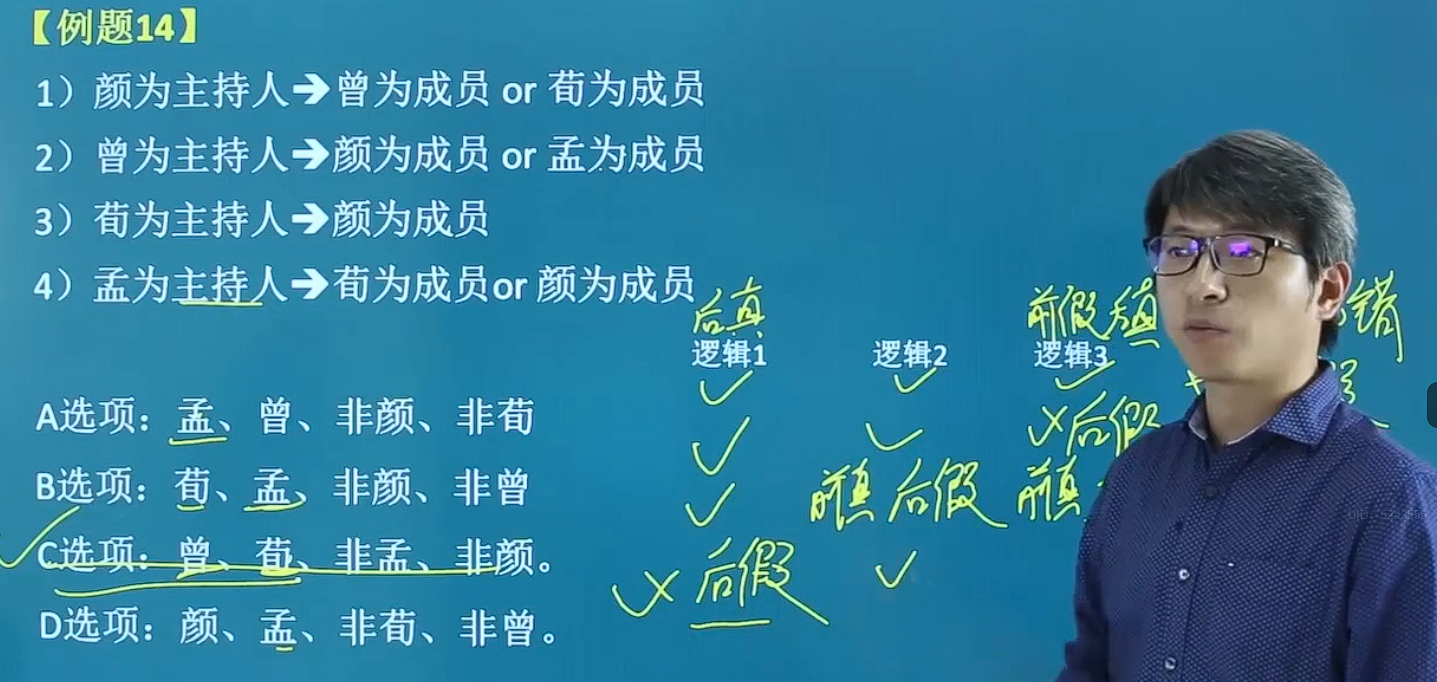 【例题14】
1）颜为主持人➔曾为成员 or 荀为成员
2）曾为主持人➔颜为成员 or 孟为成员
3）荀为主持人➔颜为成员
4）孟为主持人➔荀为成员or 颜为成员
后真 前假 错
逻辑1 逻辑2 逻辑3
A选项：孟、曾、非颜、非荀
后假
B选项：荀、孟、非颜、非曾
前真 后假 前真
C选项：曾、荀、非孟、非颜。
后假
D选项：颜、孟、非荀、非曾。